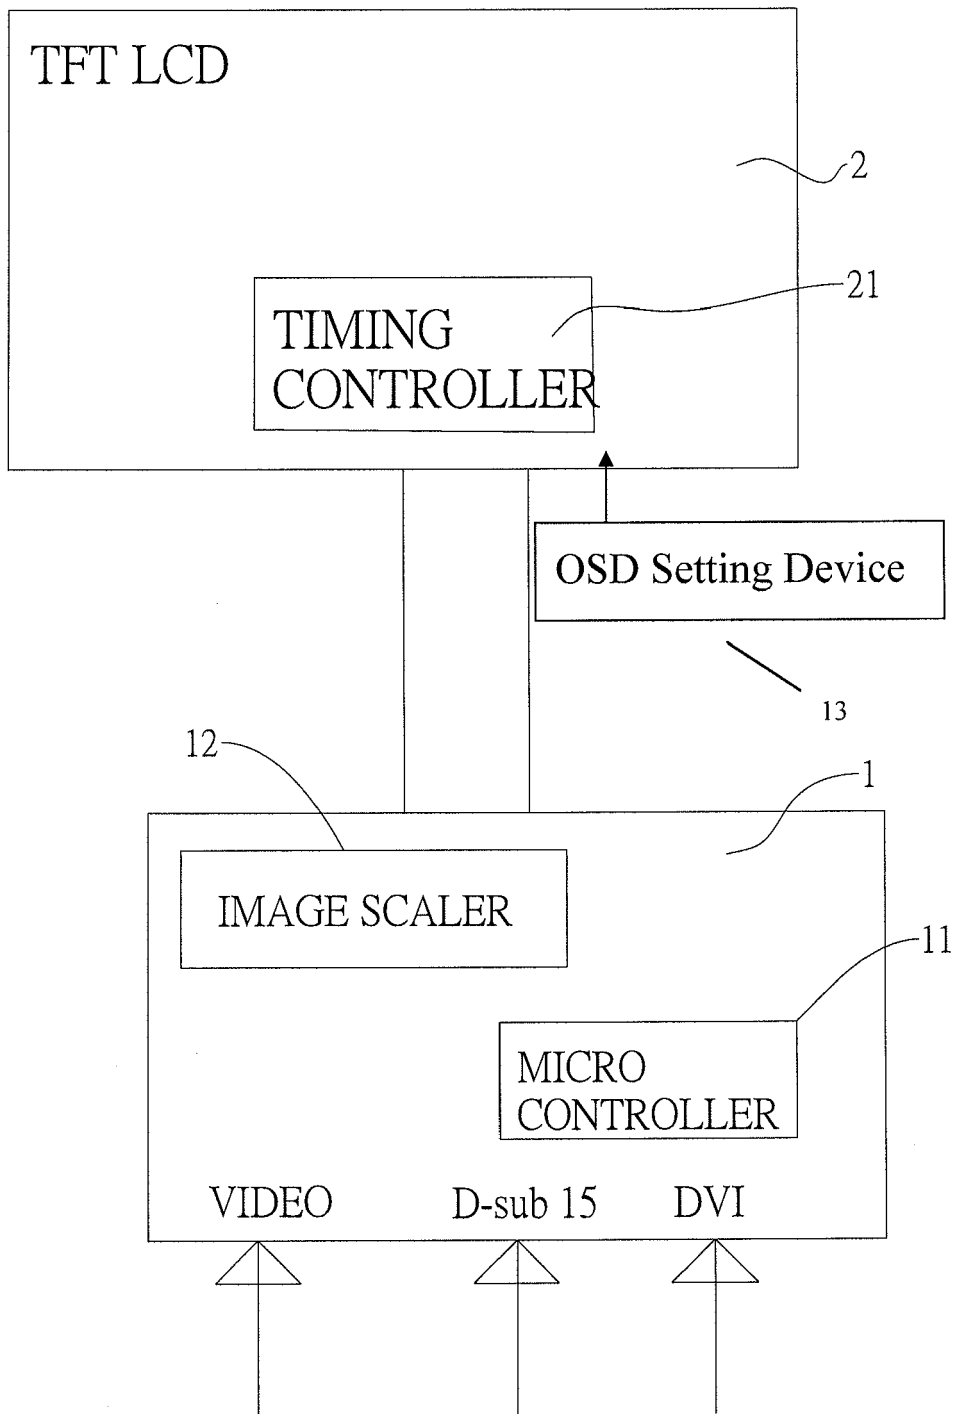 TFT LCD
2
21
TIMING
CONTROLLER
OSD Setting Device
13
12
1
IMAGE SCALER
11
MICRO
CONTROLLER
VIDEO
D-sub 15
DVI